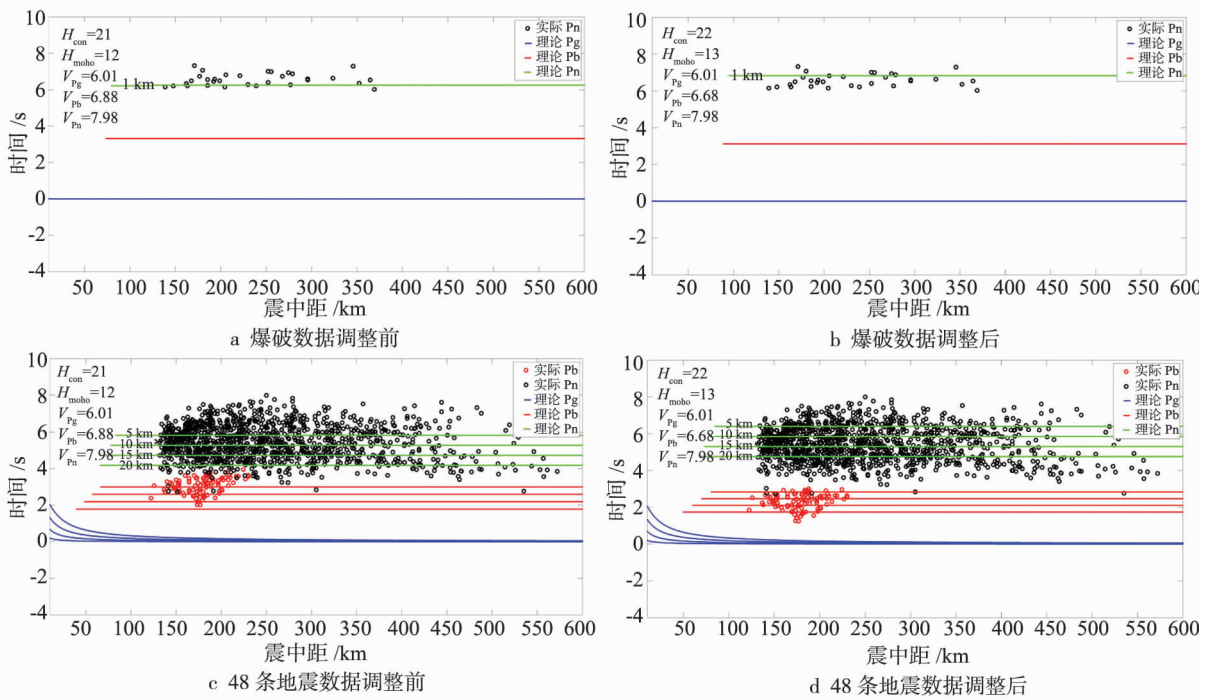 10
8
6
4
2
0
-2
-4
时间 /s
H_con=21
H_moho=12
V_Pg=6.01
V_Pb=6.88
V_Pn=7.98
1 km
实际 Pn
理论 Pg
理论 Pb
理论 Pn
50 100 150 200 250 300 350 400 450 500 550 600
震中距 /km
a 爆破数据调整前
10
8
6
4
2
0
-2
-4
时间 /s
H_con=22
H_moho=13
V_Pg=6.01
V_Pb=6.68
V_Pn=7.98
1 km
实际 Pn
理论 Pg
理论 Pb
理论 Pn
50 100 150 200 250 300 350 400 450 500 550 600
震中距 /km
b 爆破数据调整后
10
8
6
4
2
0
-2
-4
时间 /s
H_con=21
H_moho=12
V_Pg=6.01
V_Pb=6.88
V_Pn=7.98
5 km
10 km
15 km
20 km
实际 Pb
实际 Pn
理论 Pg
理论 Pb
理论 Pn
50 100 150 200 250 300 350 400 450 500 550 600
震中距 /km
c 48 条地震数据调整前
10
8
6
4
2
0
-2
-4
时间 /s
H_con=22
H_moho=13
V_Pg=6.01
V_Pb=6.68
V_Pn=7.98
5 km
10 km
15 km
20 km
实际 Pb
实际 Pn
理论 Pg
理论 Pb
理论 Pn
50 100 150 200 250 300 350 400 450 500 550 600
震中距 /km
d 48 条地震数据调整后